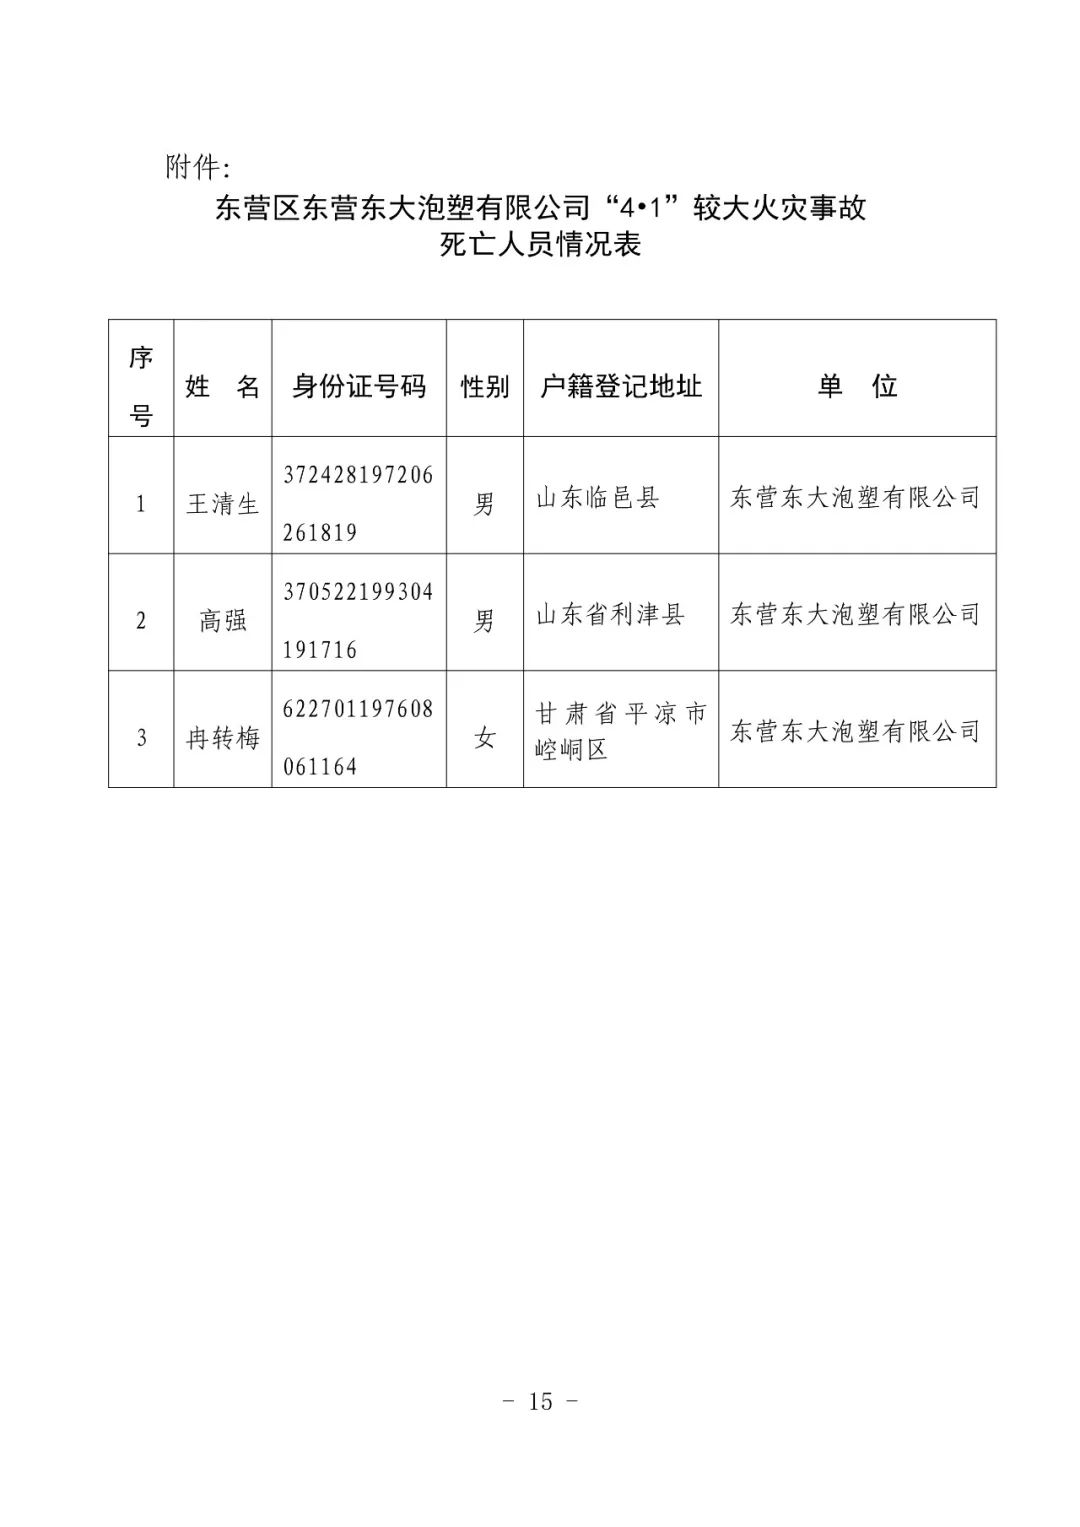 附件:
东营区东营东大泡塑有限公司“4•1”较大火灾事故
死亡人员情况表
序号 姓 名 身份证号码 性别 户籍登记地址 单 位
1 王清生 372428197206261819 男 山东临邑县 东营东大泡塑有限公司
2 高强 370522199304191716 男 山东省利津县 东营东大泡塑有限公司
3 冉转梅 622701197608061164 女 甘肃省平凉市崆峒区 东营东大泡塑有限公司
- 15 -